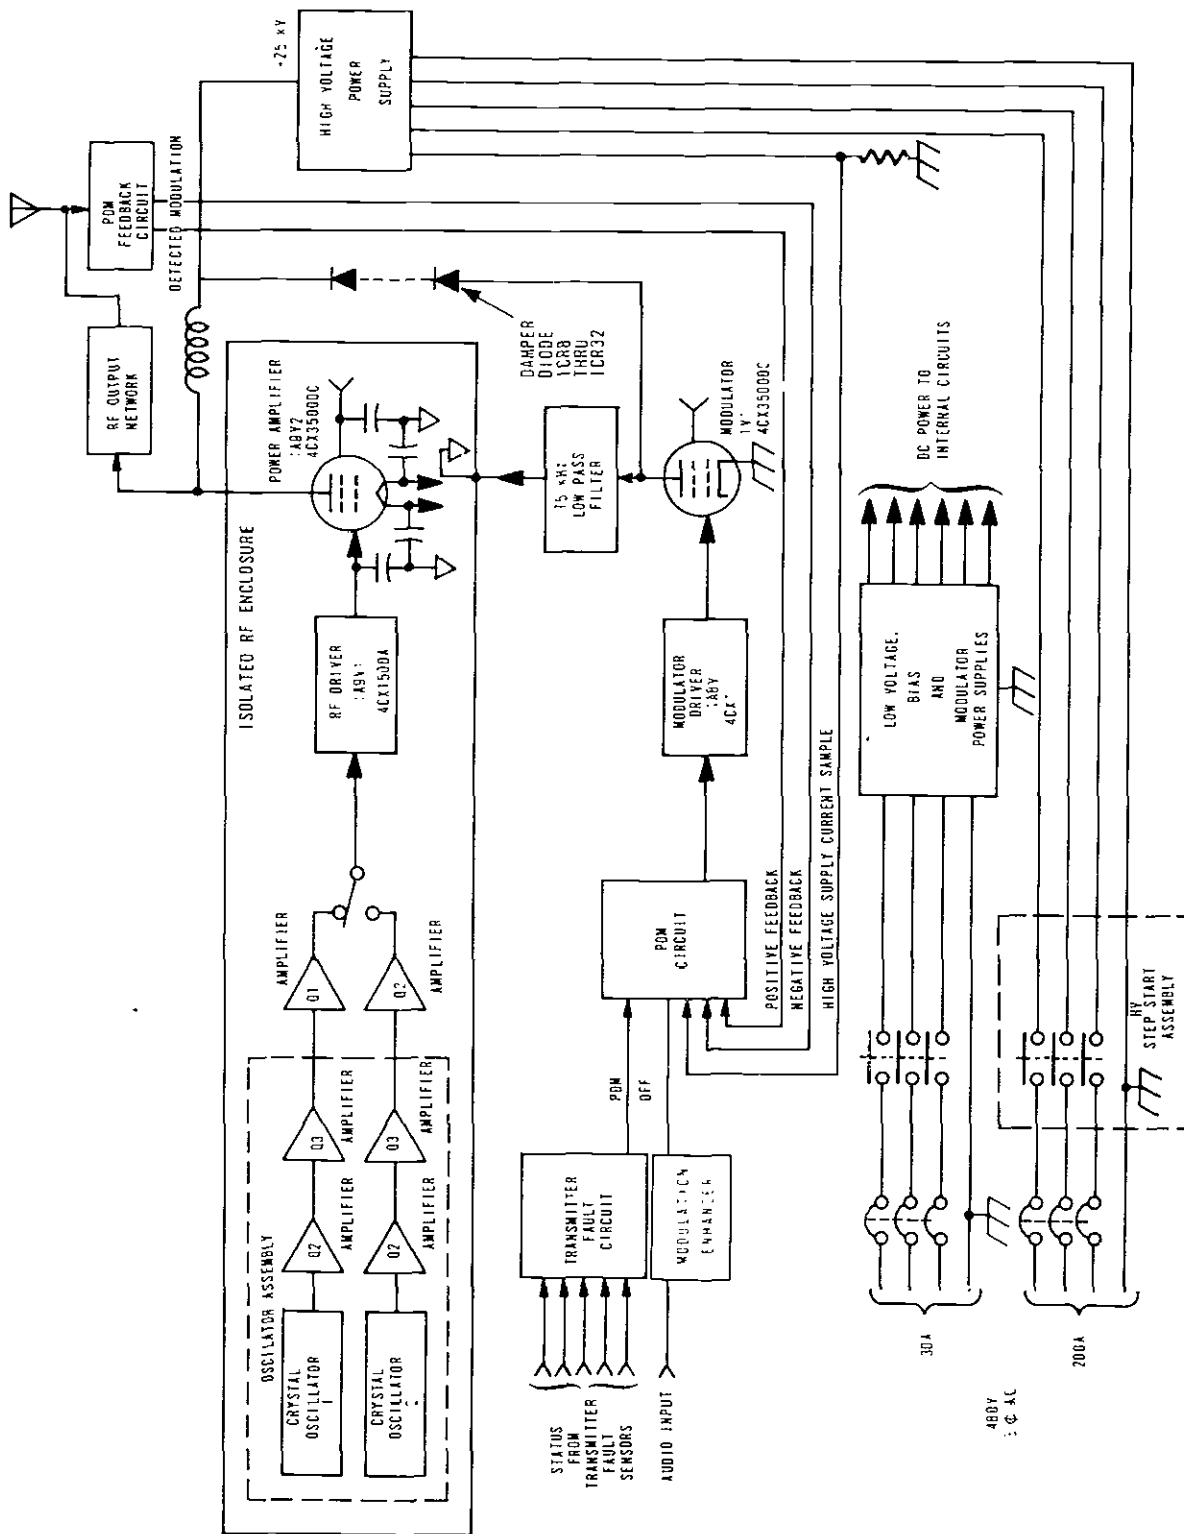 OSCILLATOR ASSEMBLY
CRYSTAL
OSCILLATOR
CRYSTAL
OSCILLATOR
Q2
AMPLIFIER
Q3
AMPLIFIER
Q2
AMPLIFIER
Q3
AMPLIFIER
Q1
AMPLIFIER
Q2
AMPLIFIER
ISOLATED RF ENCLOSURE
RF DRIVER
4CX1500A
POWER AMPLIFIER
1A8V2
4CX35000C
RF OUTPUT
NETWORK
PDM
FEEDBACK
CIRCUIT
DETECTED MODULATION
+25 KV
HIGH VOLTAGE
POWER
SUPPLY
DAMPER
DIODE
1CR8
THRU
1CR32
15 KHz
LOW PASS
FILTER
STATUS
FROM
TRANSMITTER
FAULT
SENSORS
TRANSMITTER
FAULT
CIRCUIT
PDM
OFF
AUDIO INPUT
MODULATION
ENHANCER
PDM
CIRCUIT
MODULATOR
DRIVER
MODULATOR
4CX35000C
POSITIVE FEEDBACK
NEGATIVE FEEDBACK
HIGH VOLTAGE SUPPLY CURRENT SAMPLE
480V
AC
30A
200A
LOW VOLTAGE,
BIAS
AND
MODULATOR
POWER SUPPLIES
DC POWER TO
INTERNAL CIRCUITS
HV
STEP START
ASSEMBLY